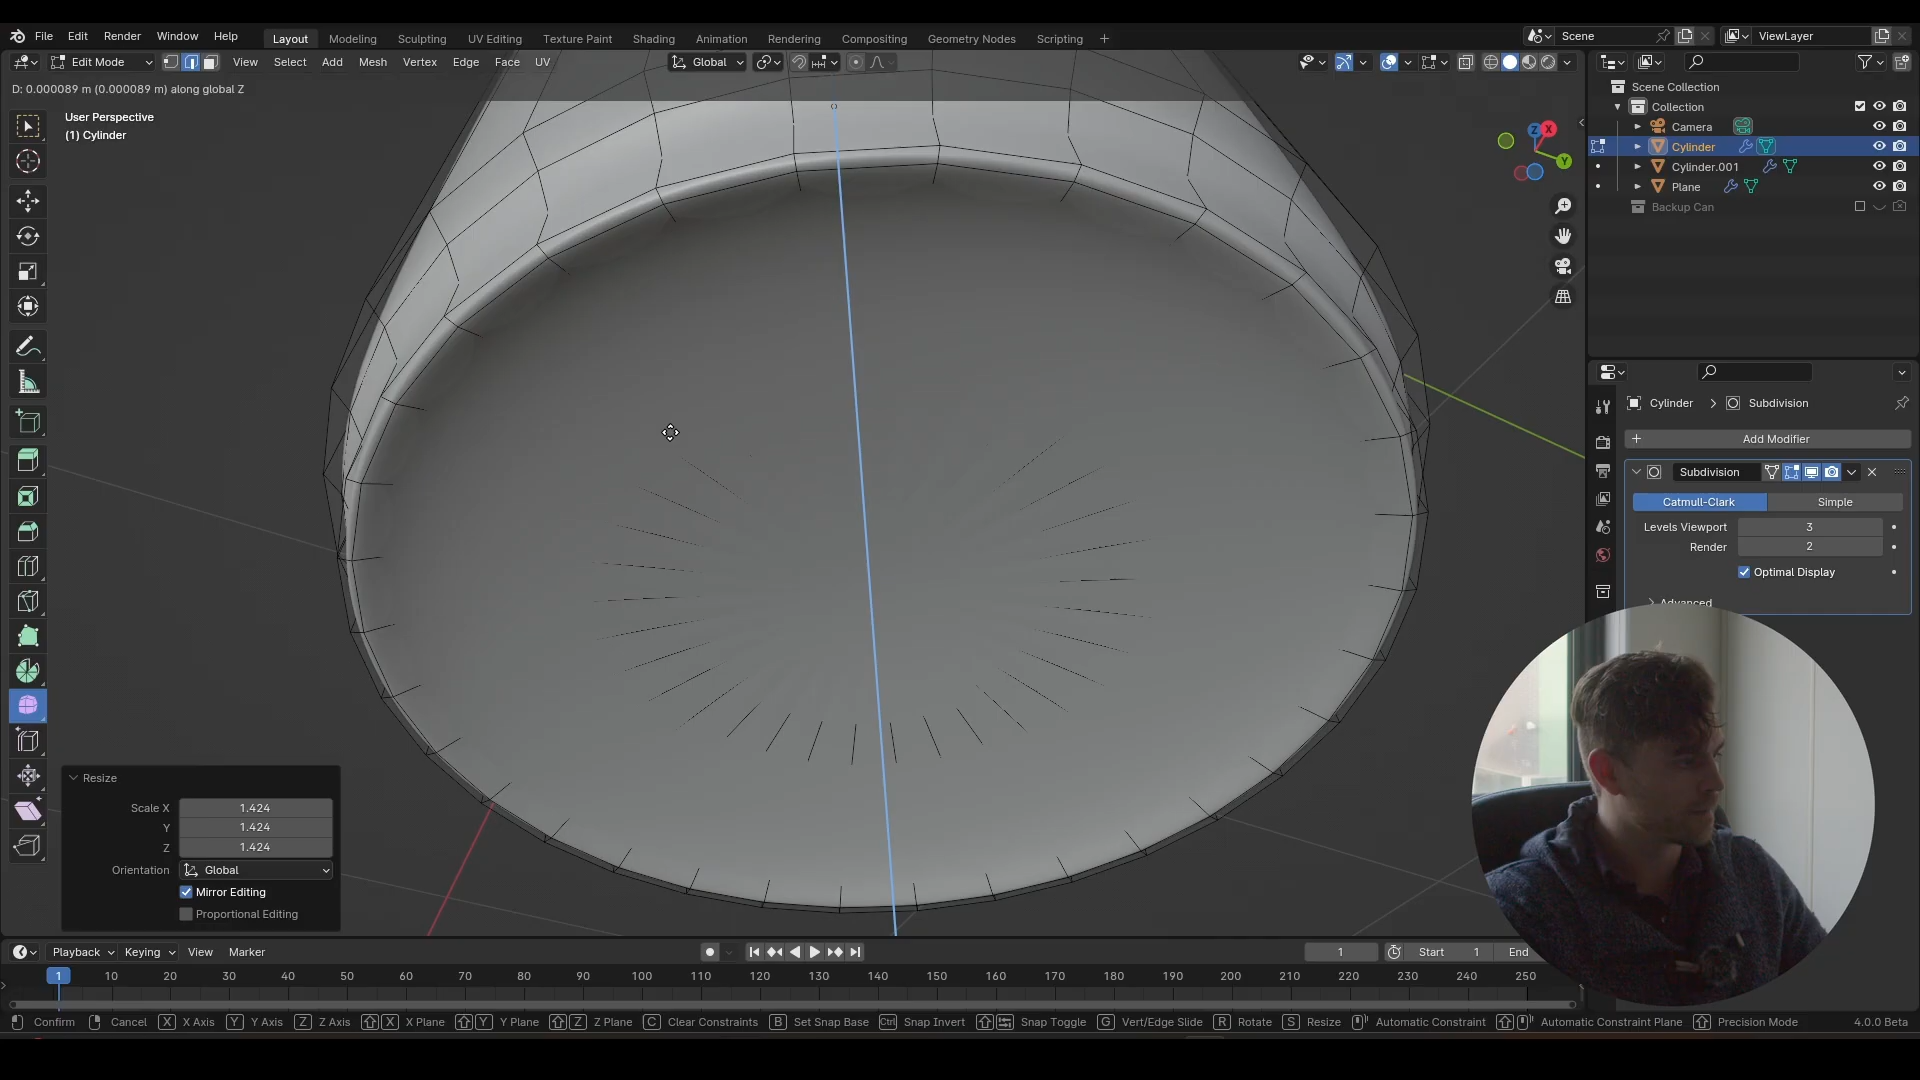 File Edit Render Window Help
Layout Modeling Sculpting UV Editing Texture Paint Shading Animation Rendering Compositing Geometry Nodes Scripting +
Scene
ViewLayer
Edit Mode
View Select Add Mesh Vertex Edge Face UV
Global
D: 0.000089 m (0.000089 m) along global Z
User Perspective
(1) Cylinder
Z X
Y
Scene Collection
Collection
Camera
Cylinder
Cylinder.001
Plane
Backup Can
Cylinder > Subdivision
+ Add Modifier
Subdivision
Catmull-Clark Simple
Levels Viewport 3
Render 2
Optimal Display
Advanced
Resize
Scale X 1.424
Y 1.424
Z 1.424
Orientation Global
Mirror Editing
Proportional Editing
Playback Keying View Marker
1
Start 1 End
1 10 20 30 40 50 60 70 80 90 100 110 120 130 140 150 160 170 180 190 200 210 220 230 240 250
Confirm Cancel X X Axis Y Y Axis Z Z Axis X X Plane Y Y Plane Z Z Plane C Clear Constraints B Set Snap Base Ctrl Snap Invert Snap Toggle G Vert/Edge Slide R Rotate S Resize Automatic Constraint Automatic Constraint Plane Precision Mode 4.0.0 Beta